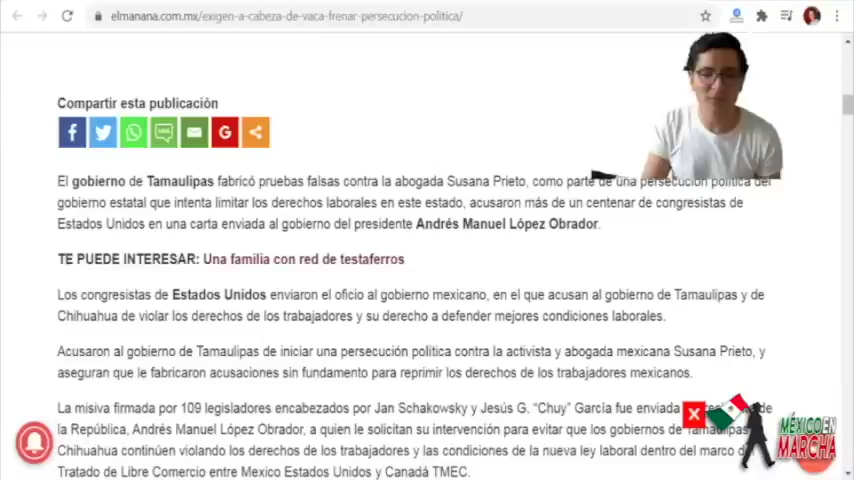 elmanana.com.mx/exigen-a-cabeza-de-vaca-frenar-persecucion-politica/
Compartir esta publicación
SMS
El gobierno de Tamaulipas fabricó pruebas falsas contra la abogada Susana Prieto, como parte de una persecución política del
gobierno estatal que intenta limitar los derechos laborales en este estado, acusaron más de un centenar de congresistas de
Estados Unidos en una carta enviada al gobierno del presidente Andrés Manuel López Obrador.
TE PUEDE INTERESAR: Una familia con red de testaferros
Los congresistas de Estados Unidos enviaron el oficio al gobierno mexicano, en el que acusan al gobierno de Tamaulipas y de
Chihuahua de violar los derechos de los trabajadores y su derecho a defender mejores condiciones laborales.
Acusaron al gobierno de Tamaulipas de iniciar una persecución política contra la activista y abogada mexicana Susana Prieto, y
aseguran que le fabricaron acusaciones sin fundamento para reprimir los derechos de los trabajadores mexicanos.
La misiva firmada por 109 legisladores encabezados por Jan Schakowsky y Jesús G. “Chuy” García fue enviada de
la República, Andrés Manuel López Obrador, a quien le solicitan su intervención para evitar que los gobiernos de Tamaulipas
Chihuahua continúen violando los derechos de los trabajadores y las condiciones de la nueva ley laboral dentro del marco del
Tratado de Libre Comercio entre Mexico Estados Unidos y Canadá TMEC.
MÉXICO EN
MARCHA